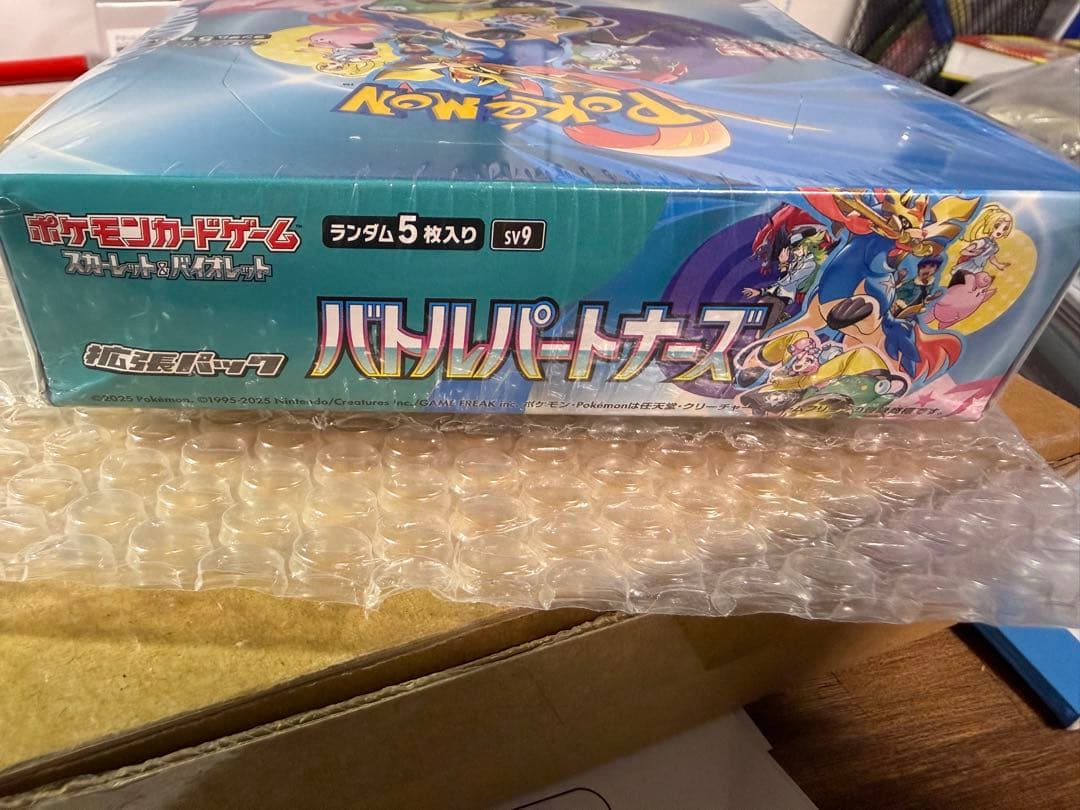 POKÉMON
ポケモンカードゲーム
スカーレット&バイオレット
ランダム5枚入り
SV9
拡張パック
バトルパートナーズ
©2025 Pokémon. ©1995-2025 Nintendo/Creatures Inc./GAME FREAK inc. ポケモン・Pokémonは任天堂・クリーチャー